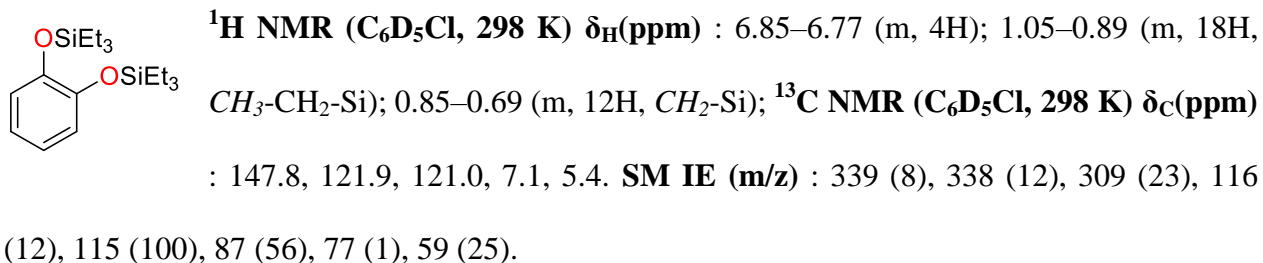 OSiEt₃
OSiEt₃
¹H NMR (C₆D₅Cl, 298 K) δH(ppm) : 6.85–6.77 (m, 4H); 1.05–0.89 (m, 18H,
CH₃-CH₂-Si); 0.85–0.69 (m, 12H, CH₂-Si); ¹³C NMR (C₆D₅Cl, 298 K) δC(ppm)
: 147.8, 121.9, 121.0, 7.1, 5.4. SM IE (m/z) : 339 (8), 338 (12), 309 (23), 116
(12), 115 (100), 87 (56), 77 (1), 59 (25).